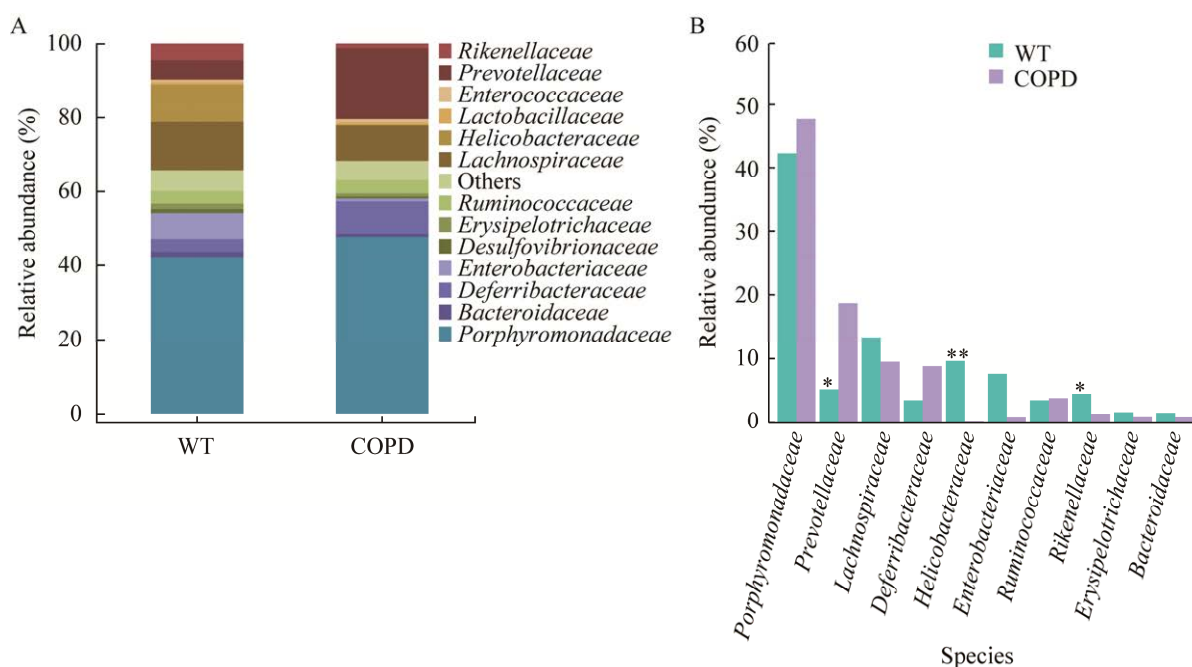 A
Relative abundance (%)
100
80
60
40
20
0
WT
COPD
Rikenellaceae
Prevotellaceae
Enterococcaceae
Lactobacillaceae
Helicobacteraceae
Lachnospiraceae
Others
Ruminococcaceae
Erysipelotrichaceae
Desulfovibrionaceae
Enterobacteriaceae
Deferribacteraceae
Bacteroidaceae
Porphyromonadaceae
B
Relative abundunce (%)
60
50
40
30
20
10
0
WT
COPD
*
**
*
Porphyromonadaceae
Prevotellaceae
Lachnospiraceae
Deferribacteraceae
Helicobacteraceae
Enterobacteriaceae
Ruminococcaceae
Rikenellaceae
Erysipelotrichaceae
Bacteroidaceae
Species